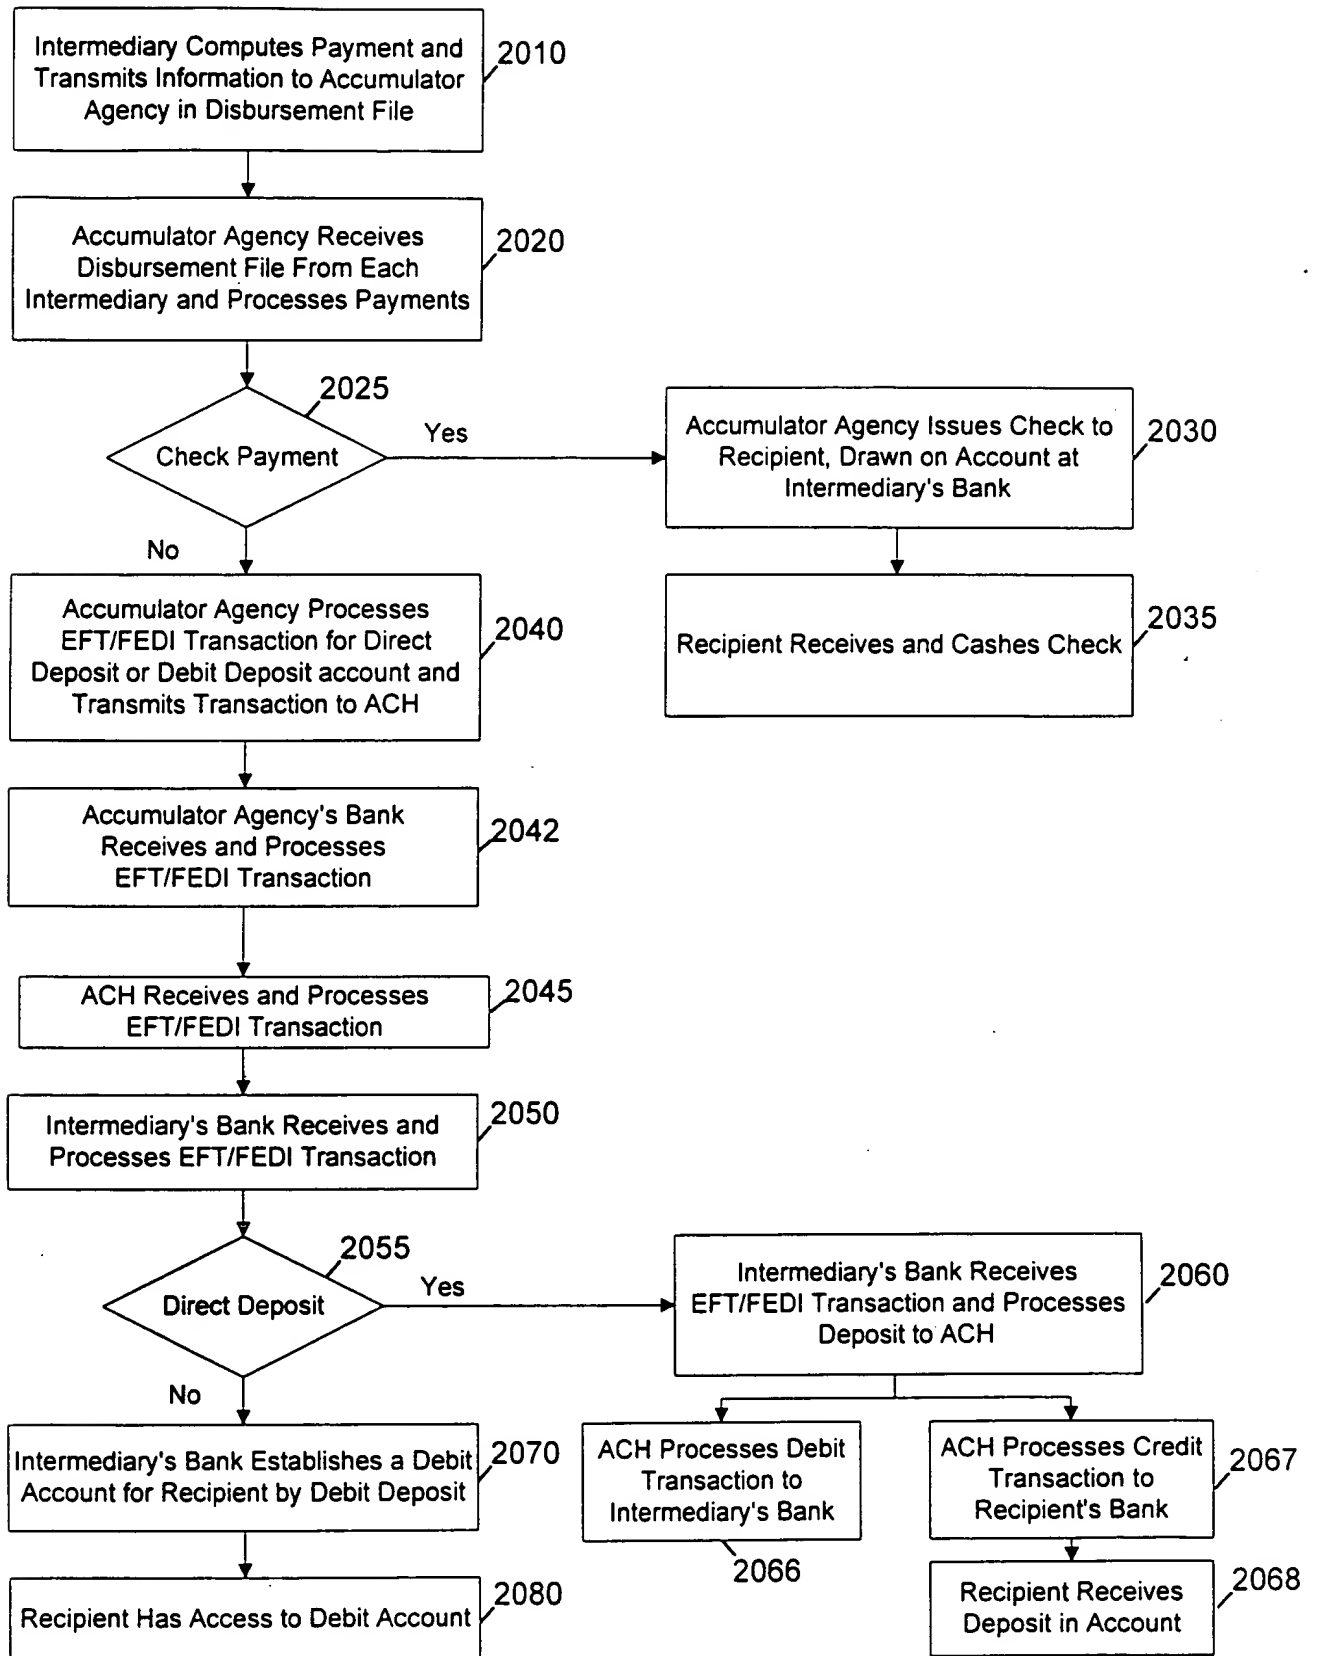 Intermediary Computes Payment and
Transmits Information to Accumulator
Agency in Disbursement File
2010
Accumulator Agency Receives
Disbursement File From Each
Intermediary and Processes Payments
2020
2025
Check Payment
Yes
No
Accumulator Agency Issues Check to
Recipient, Drawn on Account at
Intermediary's Bank
2030
Recipient Receives and Cashes Check
2035
Accumulator Agency Processes
EFT/FEDI Transaction for Direct
Deposit or Debit Deposit account and
Transmits Transaction to ACH
2040
Accumulator Agency's Bank
Receives and Processes
EFT/FEDI Transaction
2042
ACH Receives and Processes
EFT/FEDI Transaction
2045
Intermediary's Bank Receives and
Processes EFT/FEDI Transaction
2050
2055
Direct Deposit
Yes
No
Intermediary's Bank Receives
EFT/FEDI Transaction and Processes
Deposit to ACH
2060
ACH Processes Debit
Transaction to
Intermediary's Bank
2066
ACH Processes Credit
Transaction to
Recipient's Bank
2067
Recipient Receives
Deposit in Account
2068
Intermediary's Bank Establishes a Debit
Account for Recipient by Debit Deposit
2070
Recipient Has Access to Debit Account
2080